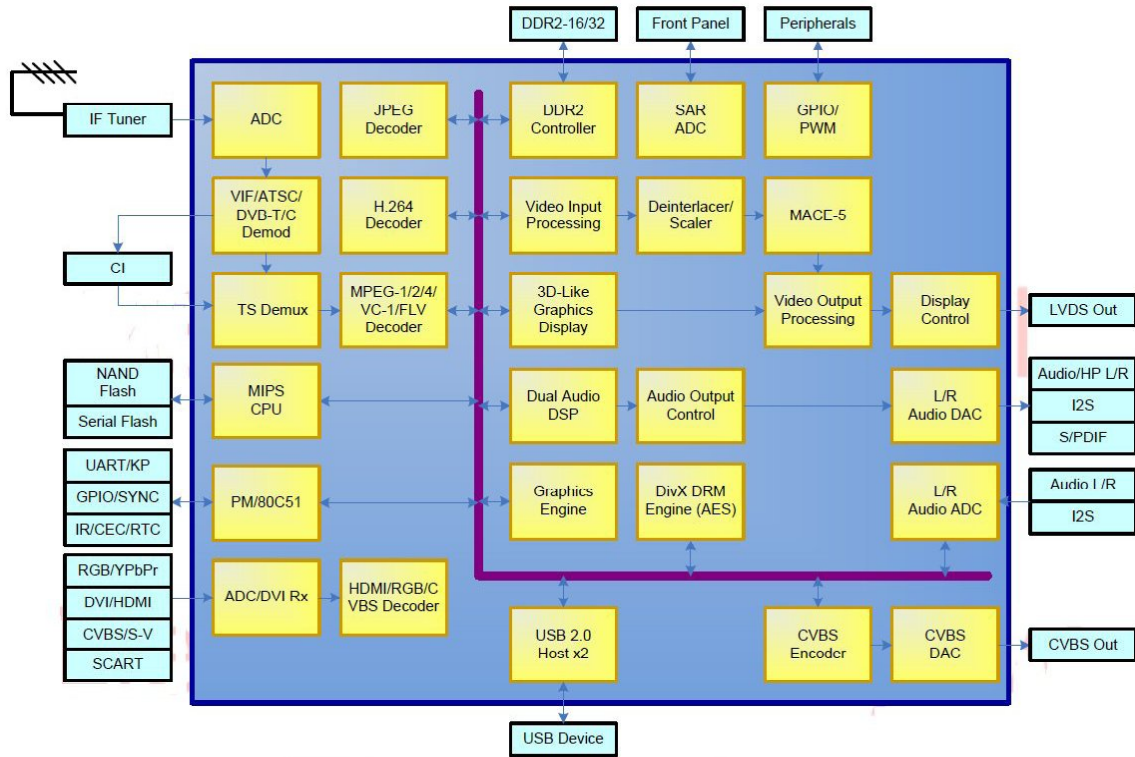 DDR2-16/32
Front Panel
Peripherals
IF Tuner
ADC
JPEG
Decoder
DDR2
Controller
SAR
ADC
GPIO/
PWM
VIF/ATSC/
DVB-T/C
Demod
H.264
Decoder
Video Input
Processing
Deinterlacer/
Scaler
MACE-5
CI
TS Demux
MPEG-1/2/4/
VC-1/FLV
Decoder
3D-Like
Graphics
Display
Video Output
Processing
Display
Control
LVDS Out
NAND
Flash
Serial Flash
MIPS
CPU
Dual Audio
DSP
Audio Output
Control
L/R
Audio DAC
Audio/HP L/R
I2S
S/PDIF
UART/KP
GPIO/SYNC
IR/CEC/RTC
PM/80C51
Graphics
Engine
DivX DRM
Engine (AES)
L/R
Audio ADC
Audio L/R
I2S
RGB/YPbPr
DVI/HDMI
CVBS/S-V
SCART
ADC/DVI Rx
HDMI/RGB/C
VBS Decoder
USB 2.0
Host x2
CVBS
Encoder
CVBS
DAC
CVBS Out
USB Device